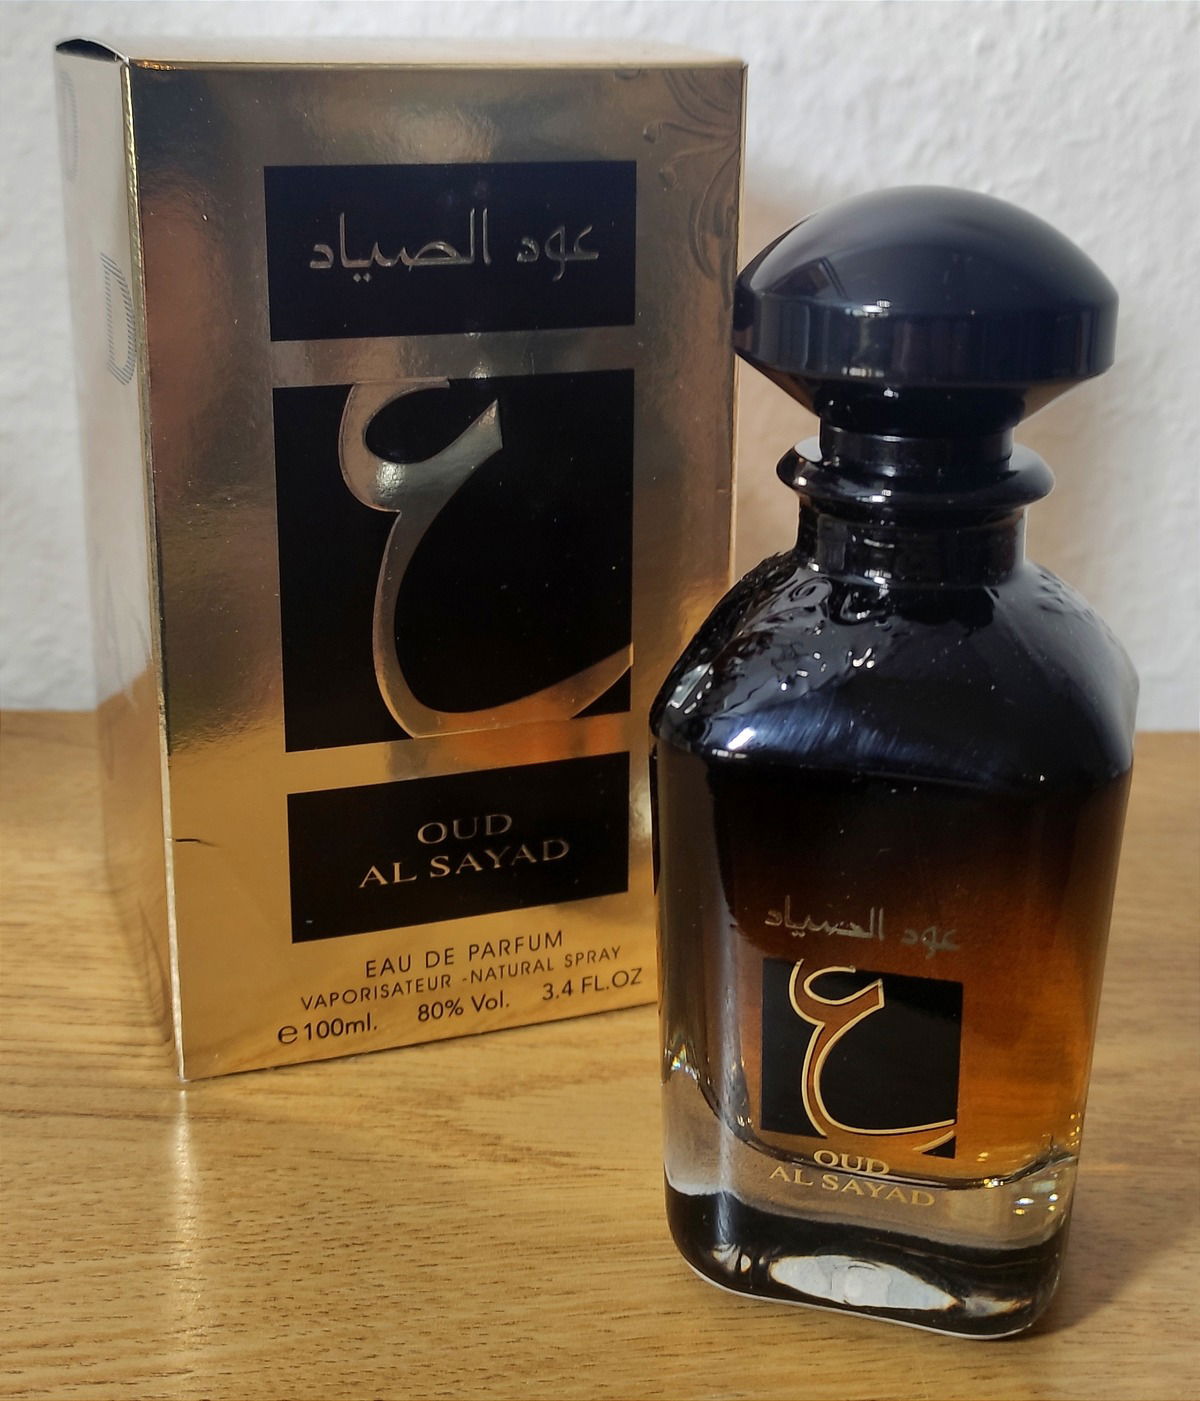 عود الصياد
ع
OUD
AL SAYAD
EAU DE PARFUM
VAPORISATEUR -NATURAL SPRAY
e 100ml. 80% Vol. 3.4 FL.OZ
عود الصياد
ع
OUD
AL SAYAD